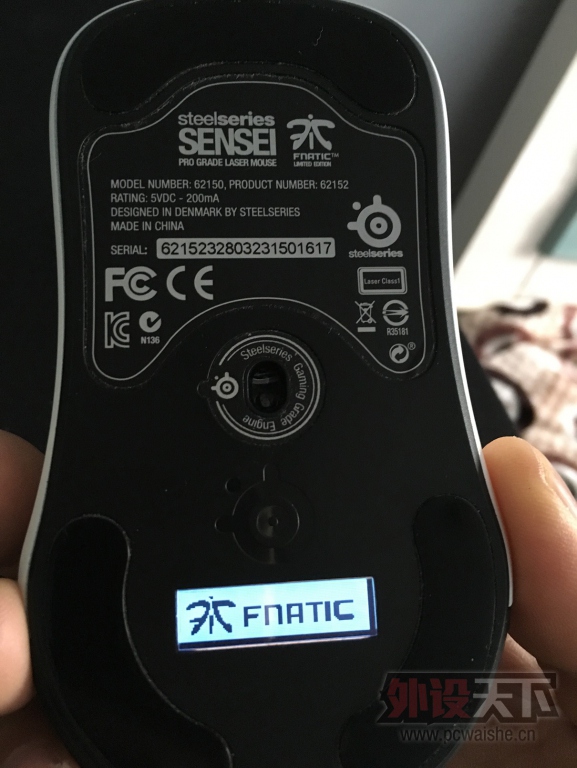 steelseries
SENSEI
PRO GRADE LASER MOUSE
FNATIC™
LIMITED EDITION
MODEL NUMBER: 62150, PRODUCT NUMBER: 62152
RATING: 5VDC - 200mA
DESIGNED IN DENMARK BY STEELSERIES
MADE IN CHINA
SERIAL: 6215232803231501617
steelseries
FC CE
Laser Class1
N136
R35181
®
Steelseries Gaming Grade Engine
FNATIC
外设天下
www.pcwaishe.cn